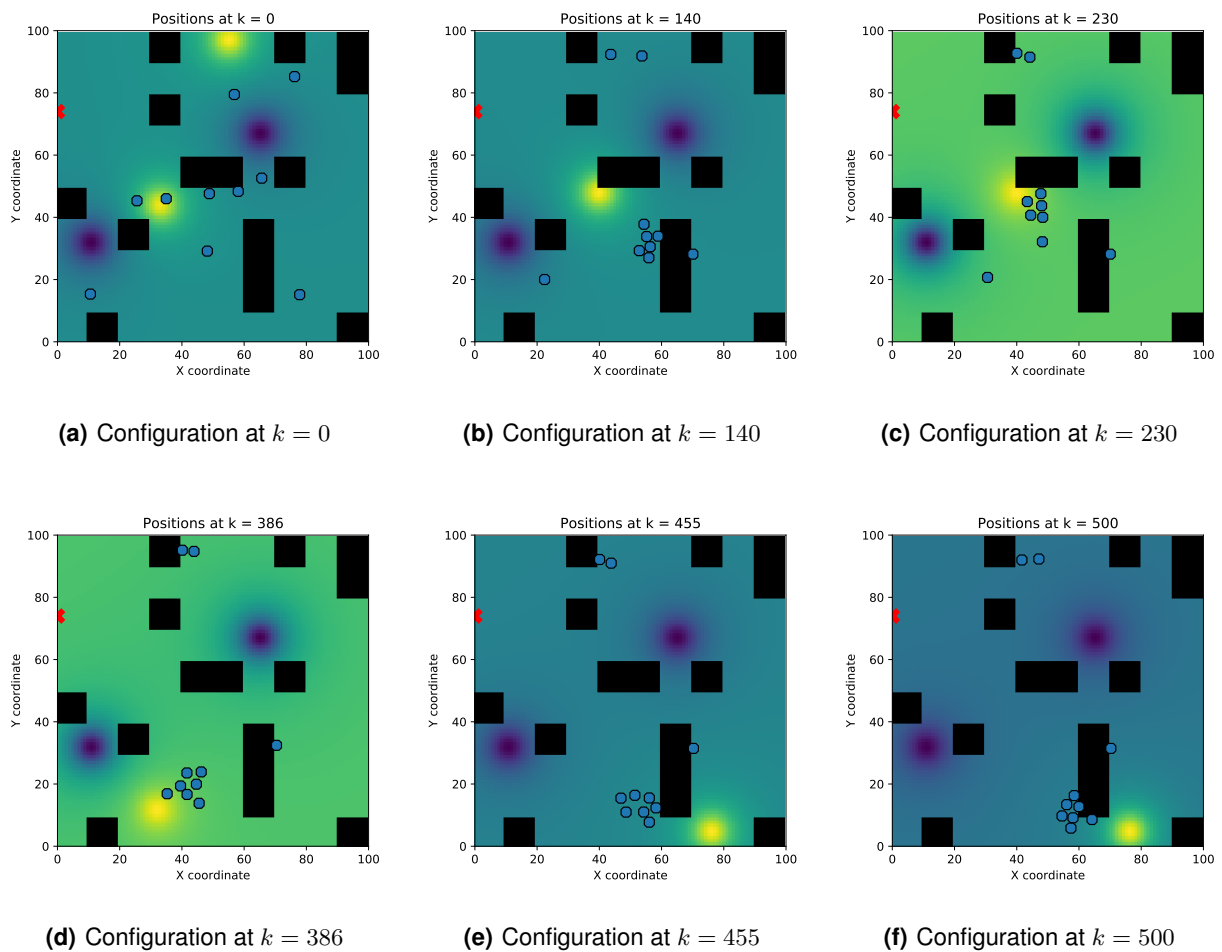 Positions at k = 0
Positions at k = 140
Positions at k = 230
100
80
60
40
20
0
Y coordinate
0 20 40 60 80 100
X coordinate
100
80
60
40
20
0
Y coordinate
0 20 40 60 80 100
X coordinate
100
80
60
40
20
0
Y coordinate
0 20 40 60 80 100
X coordinate
(a) Configuration at k = 0
(b) Configuration at k = 140
(c) Configuration at k = 230
Positions at k = 386
Positions at k = 455
Positions at k = 500
100
80
60
40
20
0
Y coordinate
0 20 40 60 80 100
X coordinate
100
80
60
40
20
0
Y coordinate
0 20 40 60 80 100
X coordinate
100
80
60
40
20
0
Y coordinate
0 20 40 60 80 100
X coordinate
(d) Configuration at k = 386
(e) Configuration at k = 455
(f) Configuration at k = 500